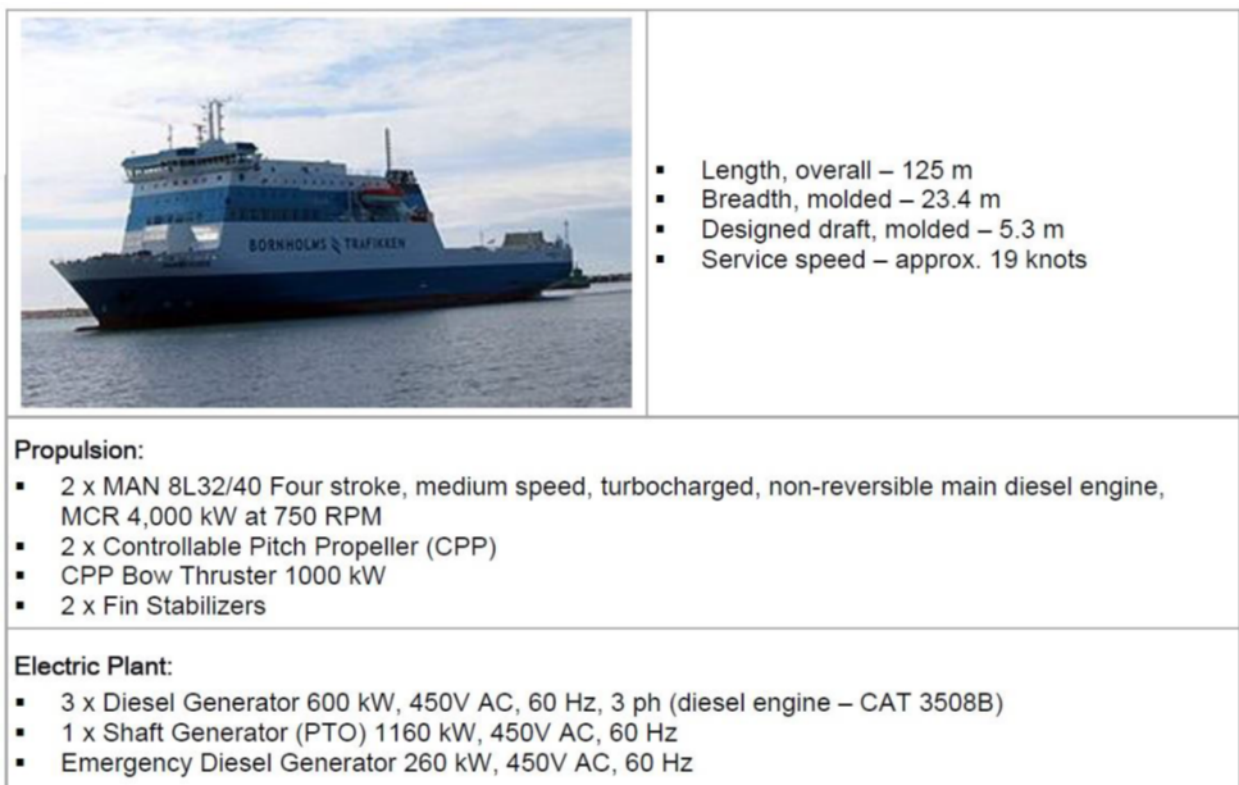 BORNHOLMS TRAFIKKEN
▪ Length, overall – 125 m
▪ Breadth, molded – 23.4 m
▪ Designed draft, molded – 5.3 m
▪ Service speed – approx. 19 knots
Propulsion:
▪ 2 x MAN 8L32/40 Four stroke, medium speed, turbocharged, non-reversible main diesel engine,
MCR 4,000 kW at 750 RPM
▪ 2 x Controllable Pitch Propeller (CPP)
▪ CPP Bow Thruster 1000 kW
▪ 2 x Fin Stabilizers
Electric Plant:
▪ 3 x Diesel Generator 600 kW, 450V AC, 60 Hz, 3 ph (diesel engine – CAT 3508B)
▪ 1 x Shaft Generator (PTO) 1160 kW, 450V AC, 60 Hz
▪ Emergency Diesel Generator 260 kW, 450V AC, 60 Hz